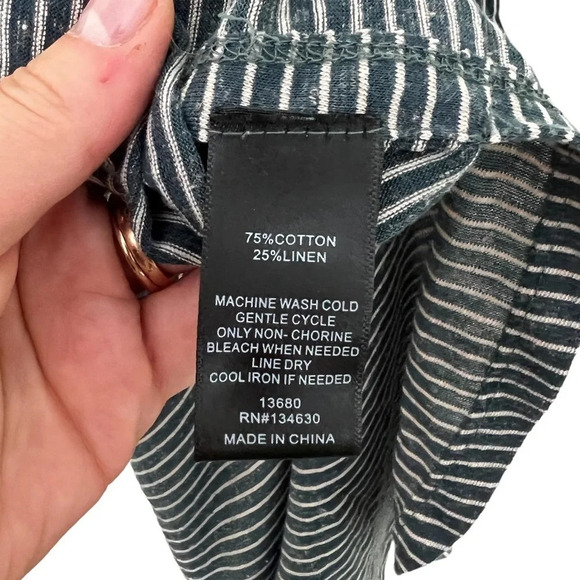 75%COTTON
25%LINEN
MACHINE WASH COLD
GENTLE CYCLE
ONLY NON- CHORINE
BLEACH WHEN NEEDED
LINE DRY
COOL IRON IF NEEDED
13680
RN#134630
MADE IN CHINA